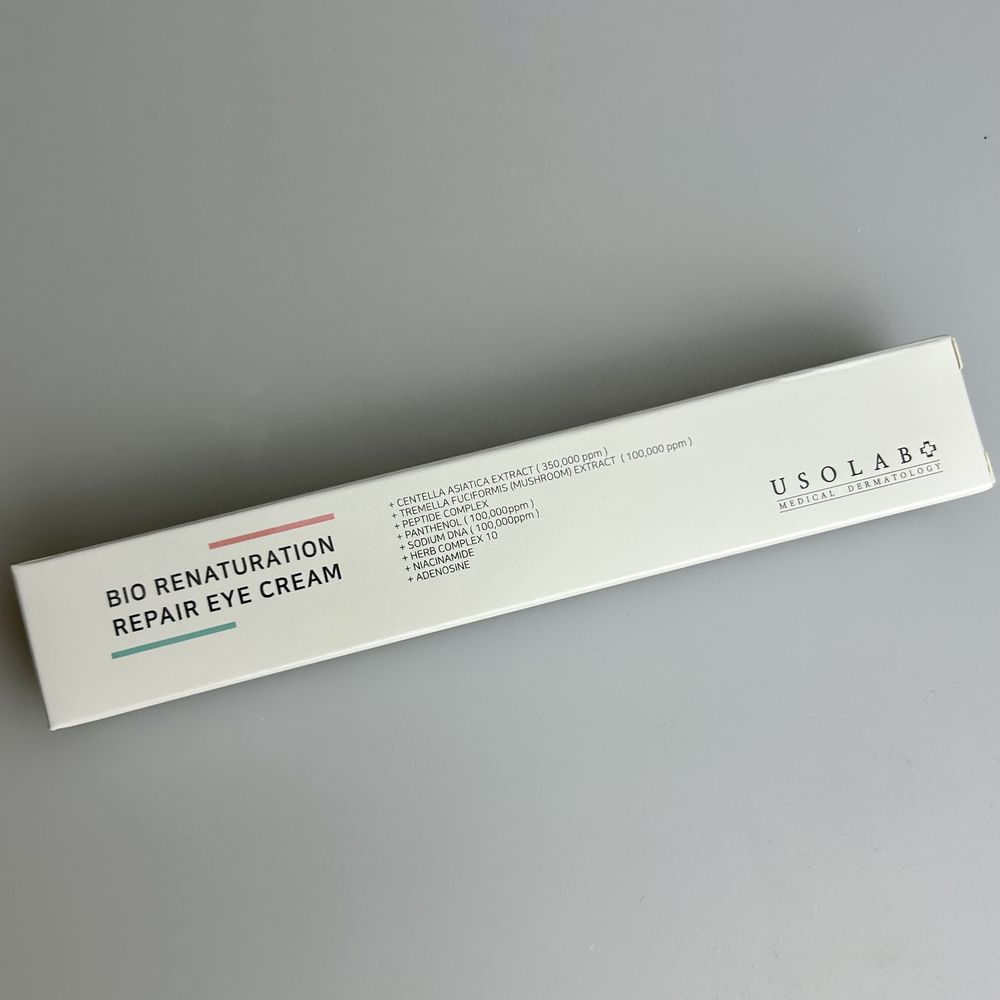 BIO RENATURATION
REPAIR EYE CREAM
+ CENTELLA ASIATICA EXTRACT ( 350,000 ppm )
+ TREMELLA FUCIFORMIS (MUSHROOM) EXTRACT ( 100,000 ppm )
+ PEPTIDE COMPLEX
+ PANTHENOL ( 100,000ppm )
+ SODIUM DNA ( 100,000ppm )
+ HERB COMPLEX 10
+ NIACINAMIDE
+ ADENOSINE
USOLAB
MEDICAL DERMATOLOGY